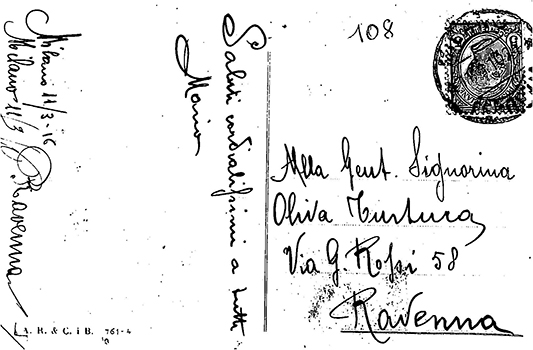 Milano 11/3-16
Milano 11/3
Ravenna
Saluti cordialissimi a tutti
Mario
108
Alla Gent. Signorina
Oliva Turtura
Via G. Rossi 58
Ravenna
A. R. & C. i B. 761-4